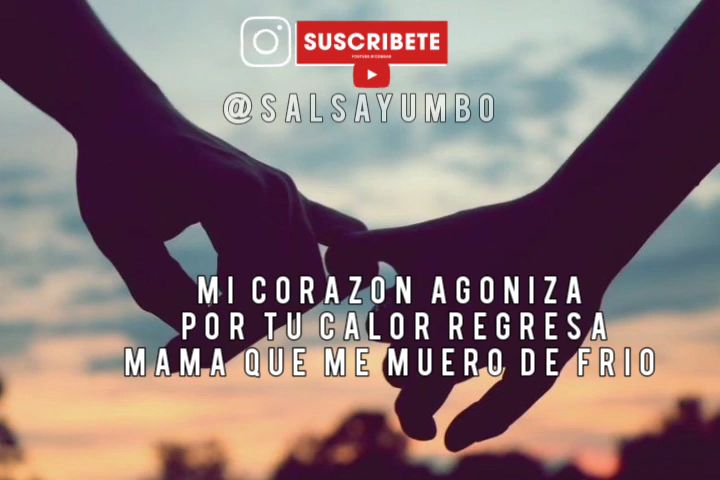 SUSCRIBETE
@SALSAYUMBO
MI CORAZON AGONIZA
POR TU CALOR REGRESA
MAMA QUE ME MUERO DE FRIO